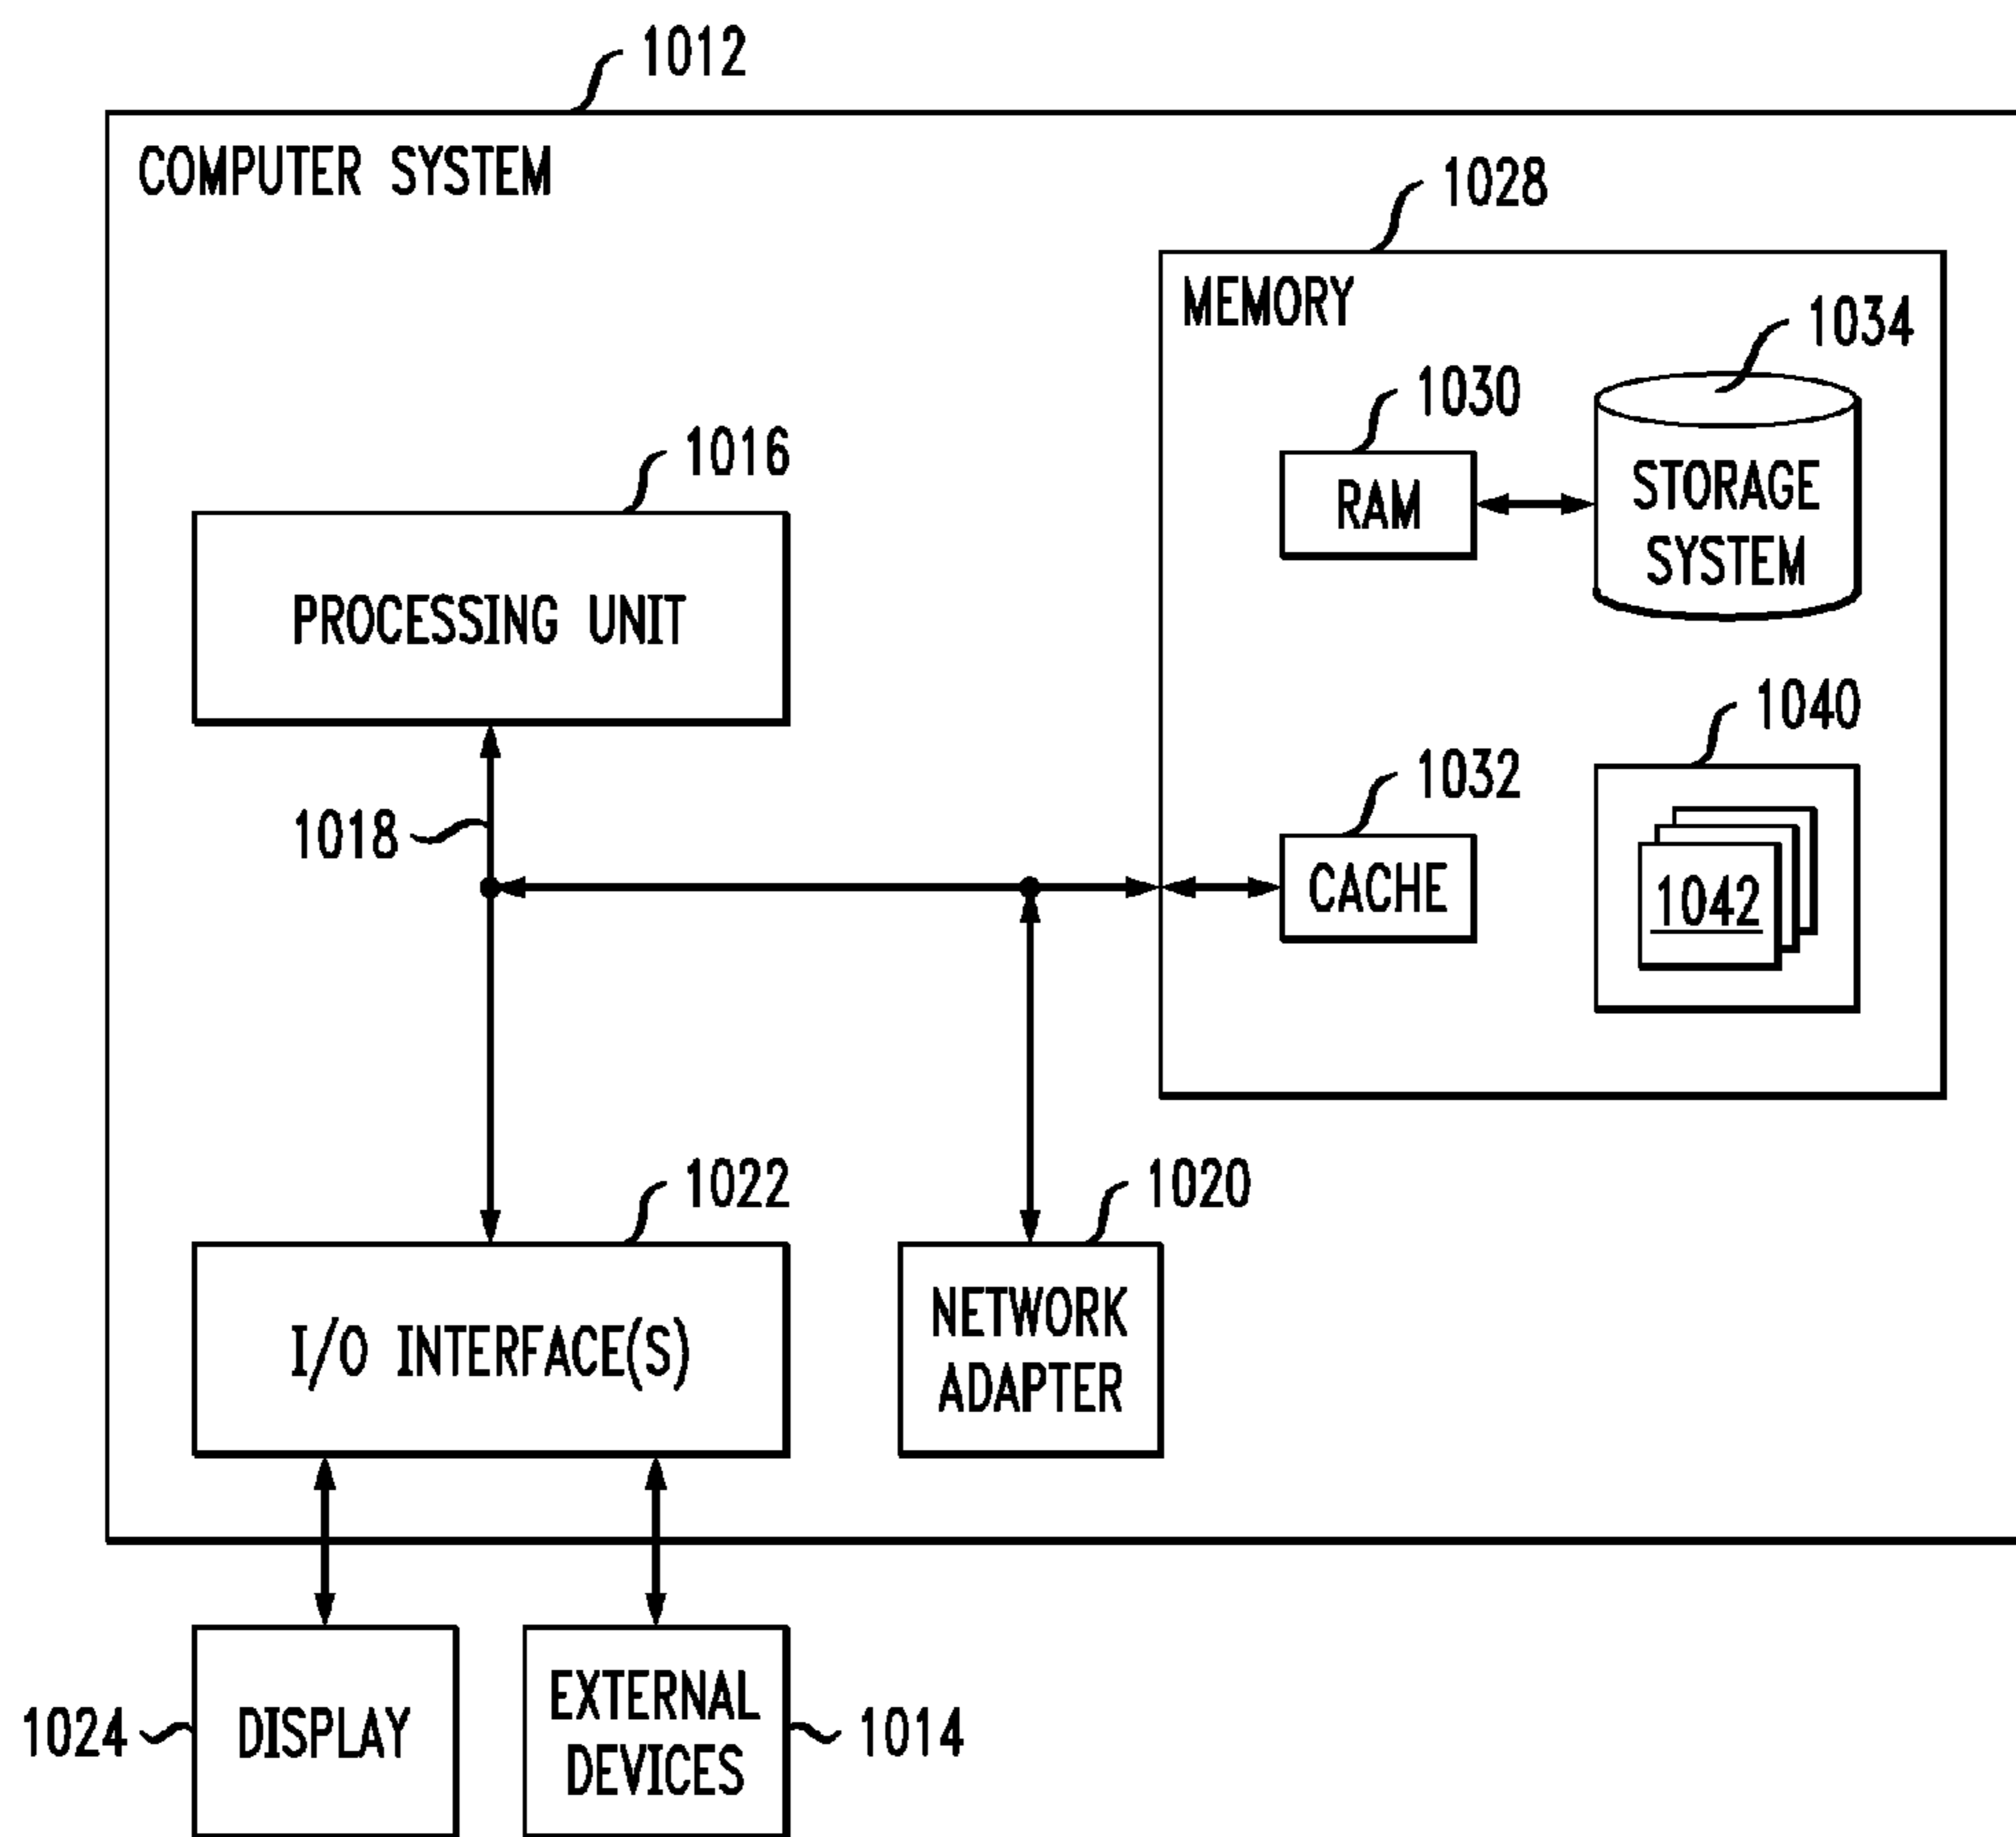 1012
COMPUTER SYSTEM
1028
MEMORY
1034
1030
RAM
STORAGE
SYSTEM
1016
PROCESSING UNIT
1040
1032
1018
CACHE
1042
1022
1020
I/O INTERFACE(S)
NETWORK
ADAPTER
1024
DISPLAY
EXTERNAL
DEVICES
1014